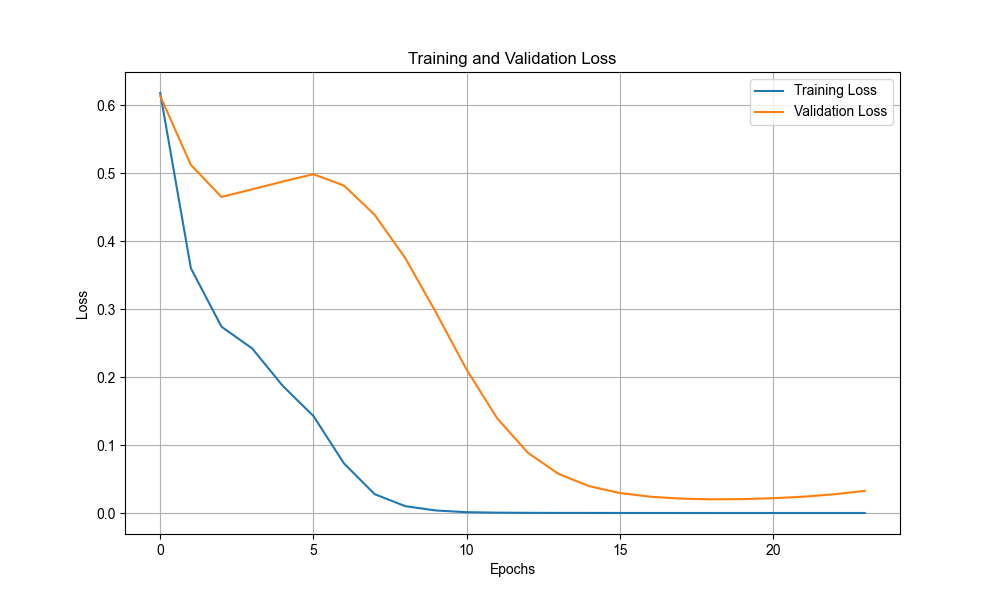 Training and Validation Loss
Training Loss
Validation Loss
0.6
0.5
0.4
0.3
0.2
0.1
0.0
Loss
0 5 10 15 20
Epochs